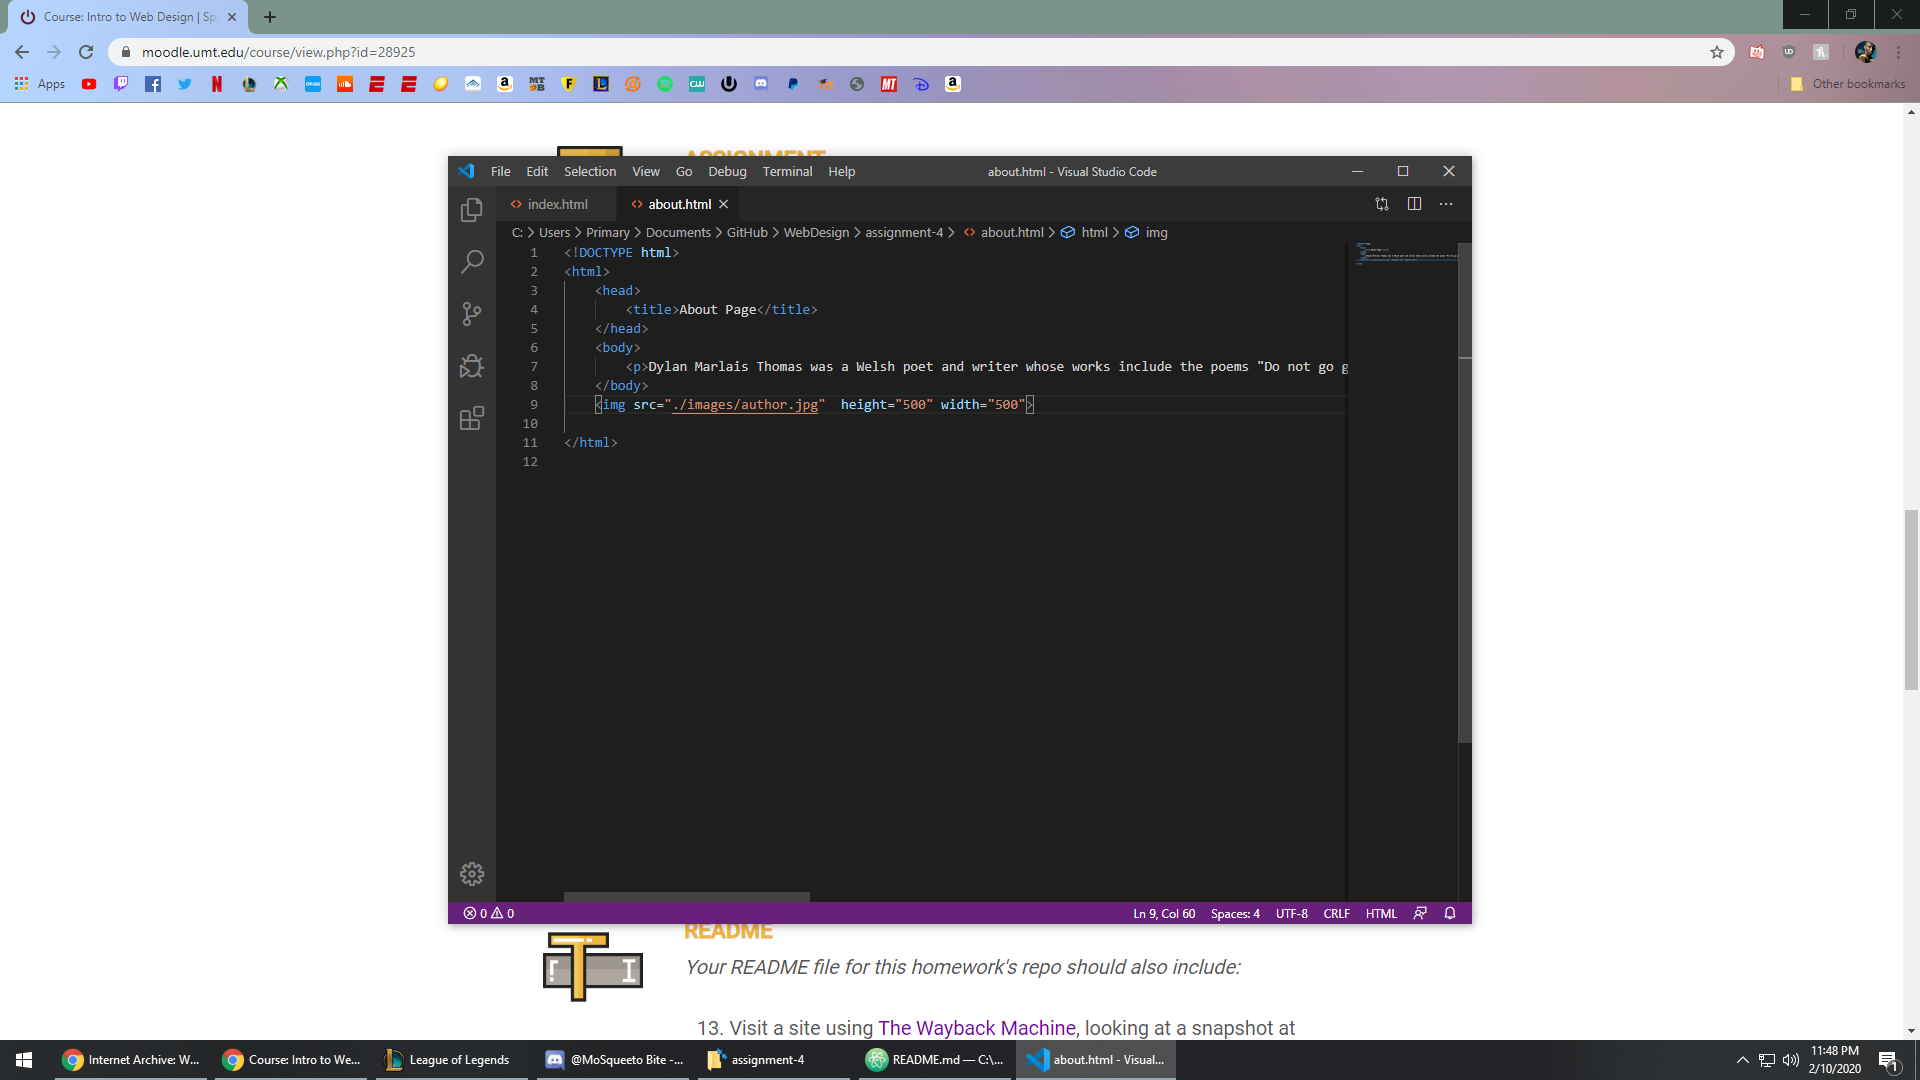 Course: Intro to Web Design | Sp
moodle.umt.edu/course/view.php?id=28925
Apps
Other bookmarks
ASSIGNMENT
File Edit Selection View Go Debug Terminal Help
about.html - Visual Studio Code
index.html
about.html
C: > Users > Primary > Documents > GitHub > WebDesign > assignment-4 > about.html > html > img
1 <!DOCTYPE html>
2 <html>
3 <head>
4 <title>About Page</title>
5 </head>
6 <body>
7 <p>Dylan Marlais Thomas was a Welsh poet and writer whose works include the poems "Do not go g
8 </body>
9 <img src="./images/author.jpg"  height="500" width="500">
10
11 </html>
12
0 0
Ln 9, Col 60 Spaces: 4 UTF-8 CRLF HTML
README
Your README file for this homework's repo should also include:
13. Visit a site using The Wayback Machine, looking at a snapshot at
Internet Archive: W...
Course: Intro to We...
League of Legends
@MoSqueeto Bite -...
assignment-4
README.md — C:\...
about.html - Visual...
11:48 PM
2/10/2020
1